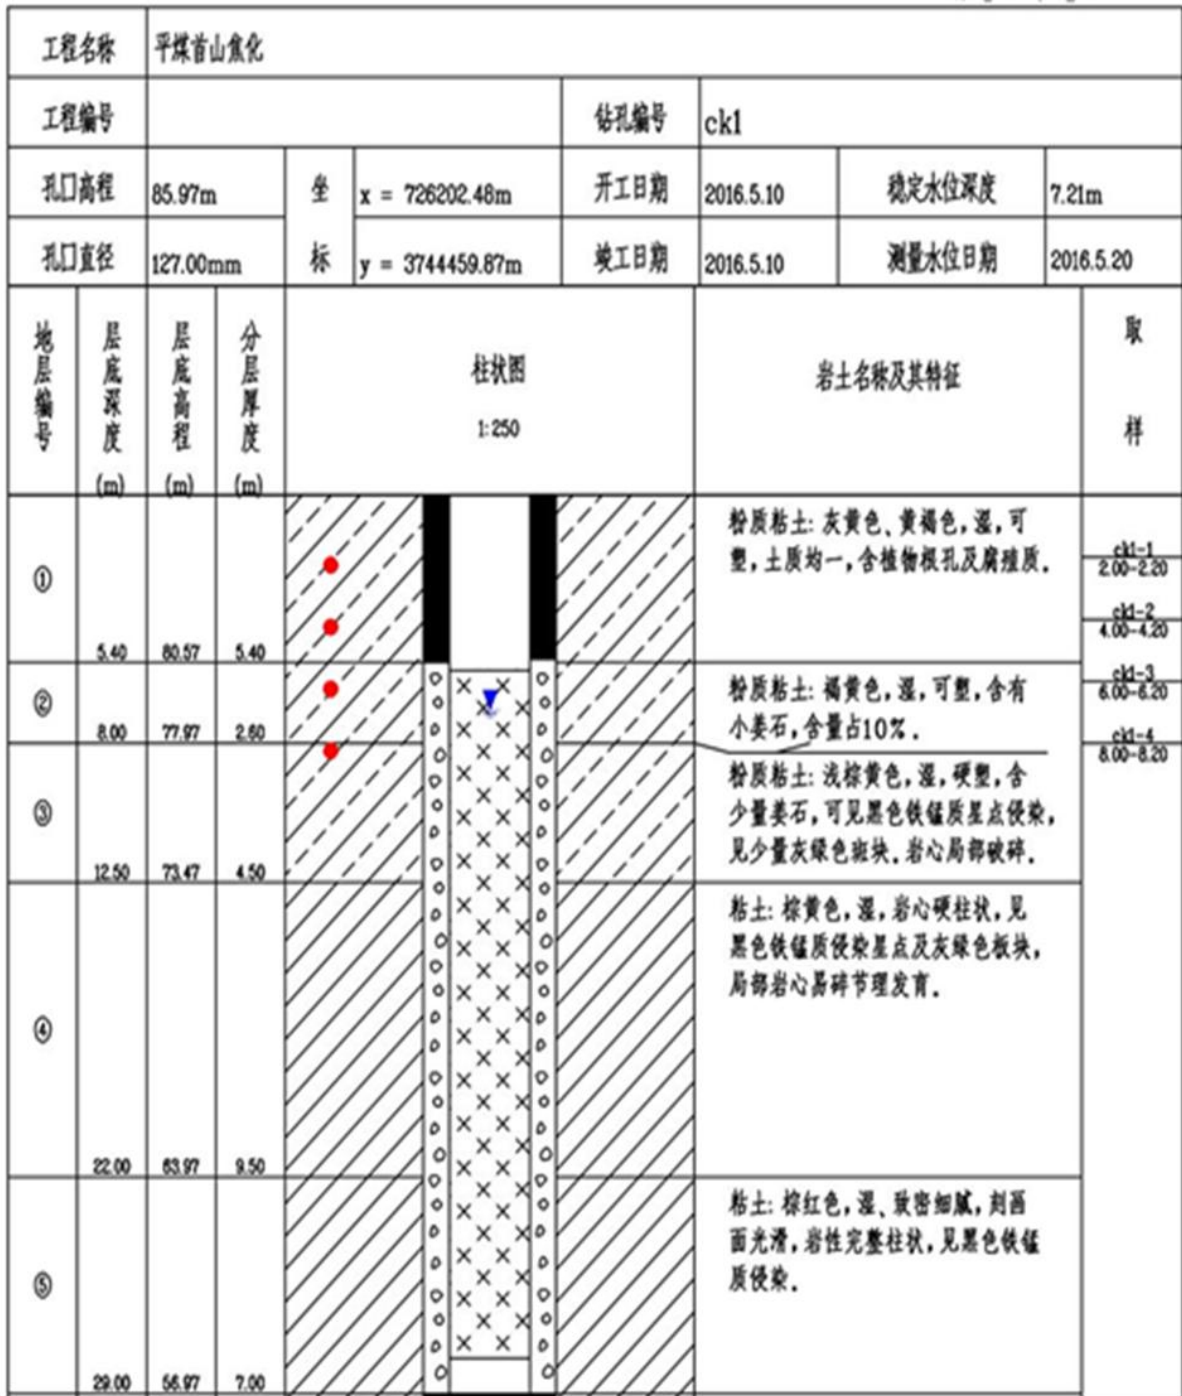 工程名称 平煤首山焦化
工程编号 钻孔编号 ck1
孔口高程 85.97m 坐 x = 726202.48m 开工日期 2016.5.10 稳定水位深度 7.21m
孔口直径 127.00mm 标 y = 3744459.87m 竣工日期 2016.5.10 测量水位日期 2016.5.20
地层编号
层底深度(m)
层底高程(m)
分层厚度(m)
柱状图
1:250
岩土名称及其特征
取样
① 5.40 80.57 5.40
粉质粘土: 灰黄色、黄褐色,湿,可
塑,土质均一,含植物根孔及腐殖质.
ck1-1
2.00-2.20
ck1-2
4.00-4.20
② 8.00 77.97 2.60
粉质粘土: 褐黄色,湿,可塑,含有
小姜石,含量占10%.
ck1-3
6.00-6.20
ck1-4
8.00-8.20
③ 12.50 73.47 4.50
粉质粘土: 浅棕黄色,湿,硬塑,含
少量姜石,可见黑色铁锰质星点侵染,
见少量灰绿色斑块.岩心局部破碎.
④ 22.00 63.97 9.50
粘土: 棕黄色,湿,岩心硬柱状,见
黑色铁锰质侵染星点及灰绿色板块,
局部岩心易碎节理发育.
⑤ 29.00 56.97 7.00
粘土: 棕红色,湿、致密细腻,刻画
面光滑,岩性完整柱状,见黑色铁锰
质侵染.